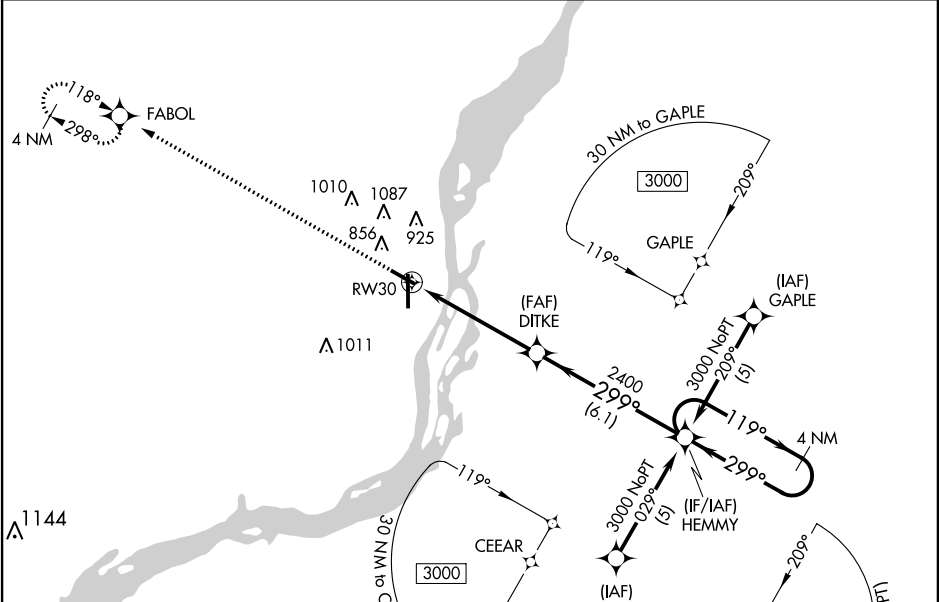 118°
298°
4 NM
FABOL
30 NM to GAPLE
3000
209°
119°
GAPLE
1010
1087
856
925
RW30
1011
(IAF)
GAPLE
(FAF)
DITKE
3000 NoPT
209°
(5)
2400
299°
(6.1)
119°
4 NM
299°
3000 NoPT
029°
(5)
(IF/IAF)
HEMMY
119°
1144
30 NM to C
CEEAR
3000
(IAF)
209°
PT)